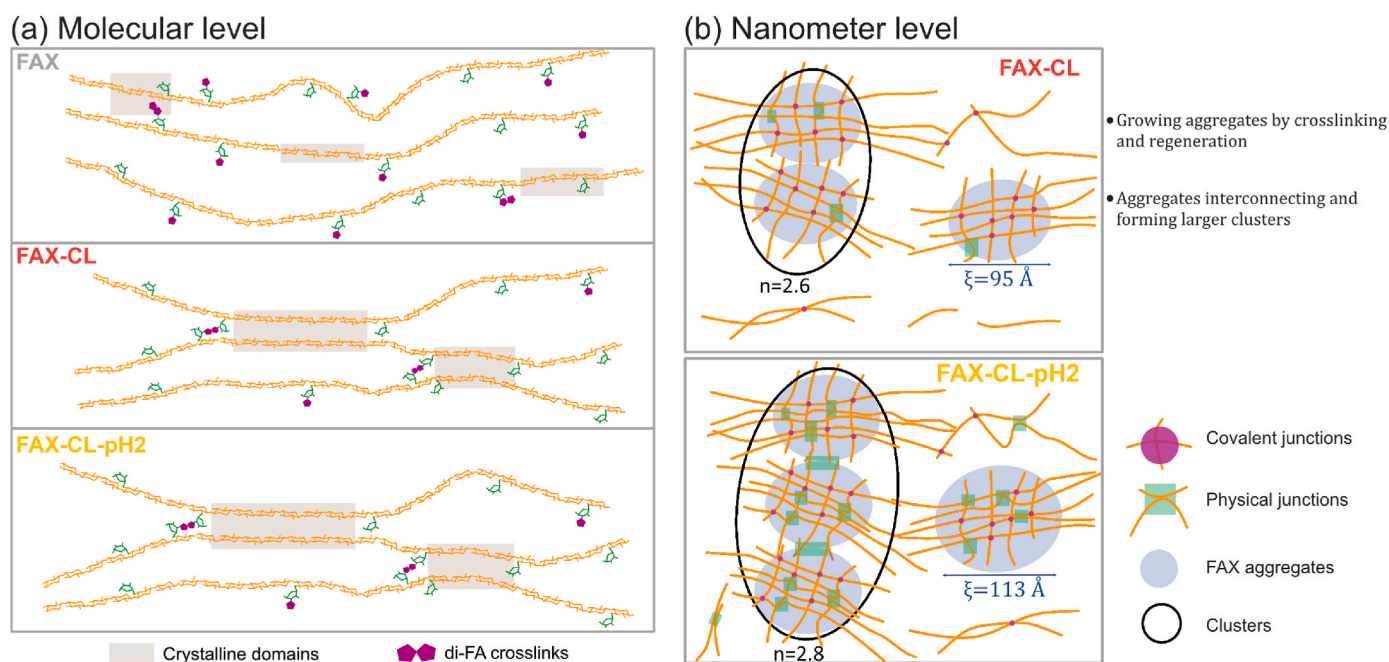 (a) Molecular level
FAX
FAX-CL
FAX-CL-pH2
Crystalline domains
di-FA crosslinks
(b) Nanometer level
FAX-CL
n=2.6
ξ=95 Å
• Growing aggregates by crosslinking
and regeneration
• Aggregates interconnecting and
forming larger clusters
FAX-CL-pH2
n=2.8
ξ=113 Å
Covalent junctions
Physical junctions
FAX aggregates
Clusters